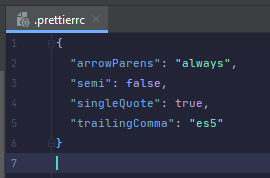 .prettierrc
1 {
2 "arrowParens": "always",
3 "semi": false,
4 "singleQuote": true,
5 "trailingComma": "es5"
6 }
7